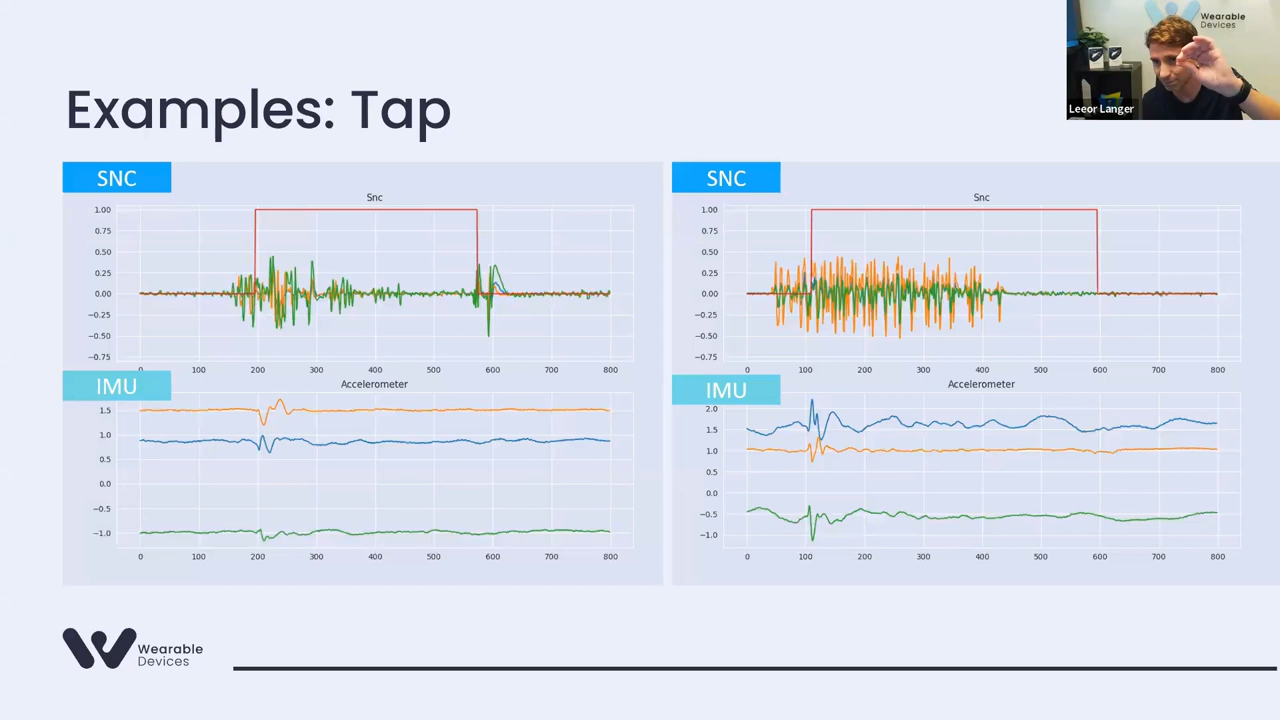 Wearable
Devices
Leeor Langer
Examples: Tap
SNC
Snc
1.00
0.75
0.50
0.25
0.00
−0.25
−0.50
−0.75
0 100 200 300 400 500 600 700 800
IMU
Accelerometer
1.5
1.0
0.5
0.0
−0.5
−1.0
0 100 200 300 400 500 600 700 800
SNC
Snc
1.00
0.75
0.50
0.25
0.00
−0.25
−0.50
−0.75
0 100 200 300 400 500 600 700 800
IMU
Accelerometer
2.0
1.5
1.0
0.5
0.0
−0.5
−1.0
0 100 200 300 400 500 600 700 800
Wearable
Devices